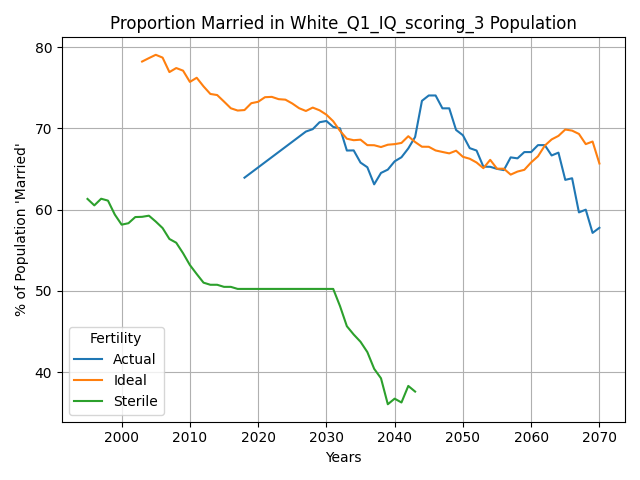 Proportion Married in White_Q1_IQ_scoring_3 Population
% of Population 'Married'
80
70
60
50
40
Fertility
Actual
Ideal
Sterile
2000 2010 2020 2030 2040 2050 2060 2070
Years